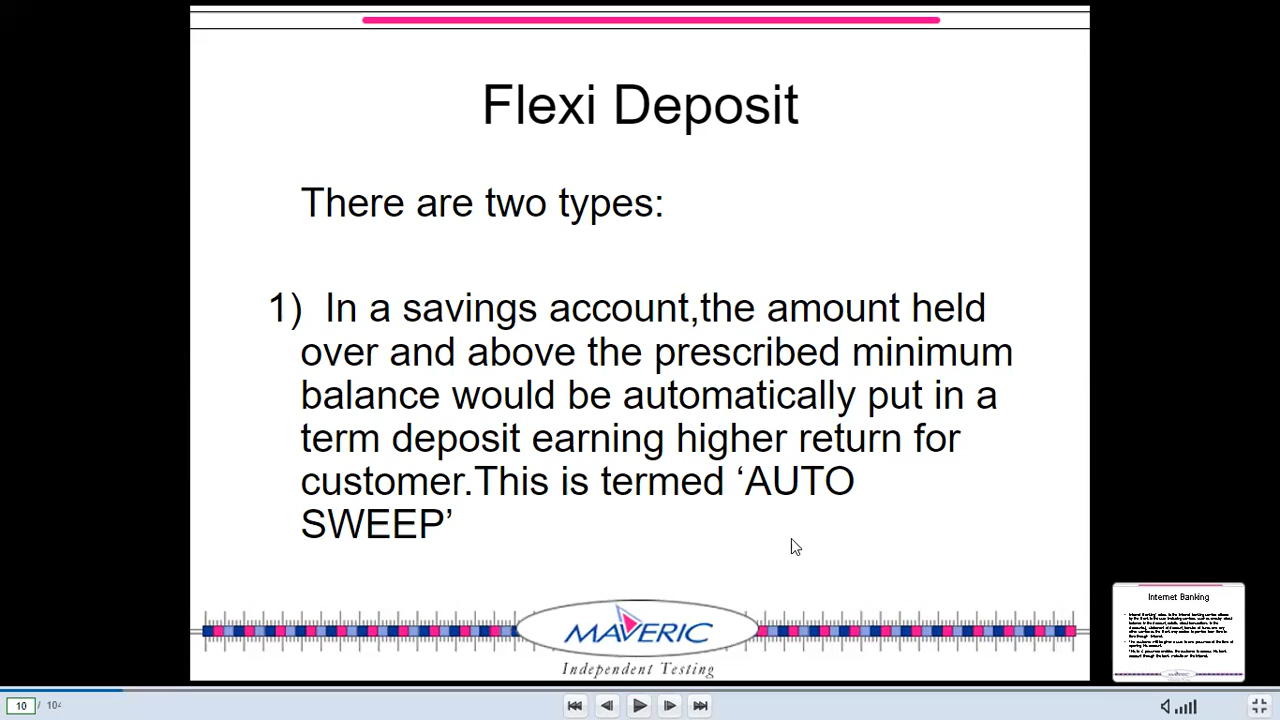 Flexi Deposit
There are two types:
1) In a savings account,the amount held
over and above the prescribed minimum
balance would be automatically put in a
term deposit earning higher return for
customer.This is termed ‘AUTO
SWEEP’
MAVERIC
Independent Testing
Internet Banking
10 / 104